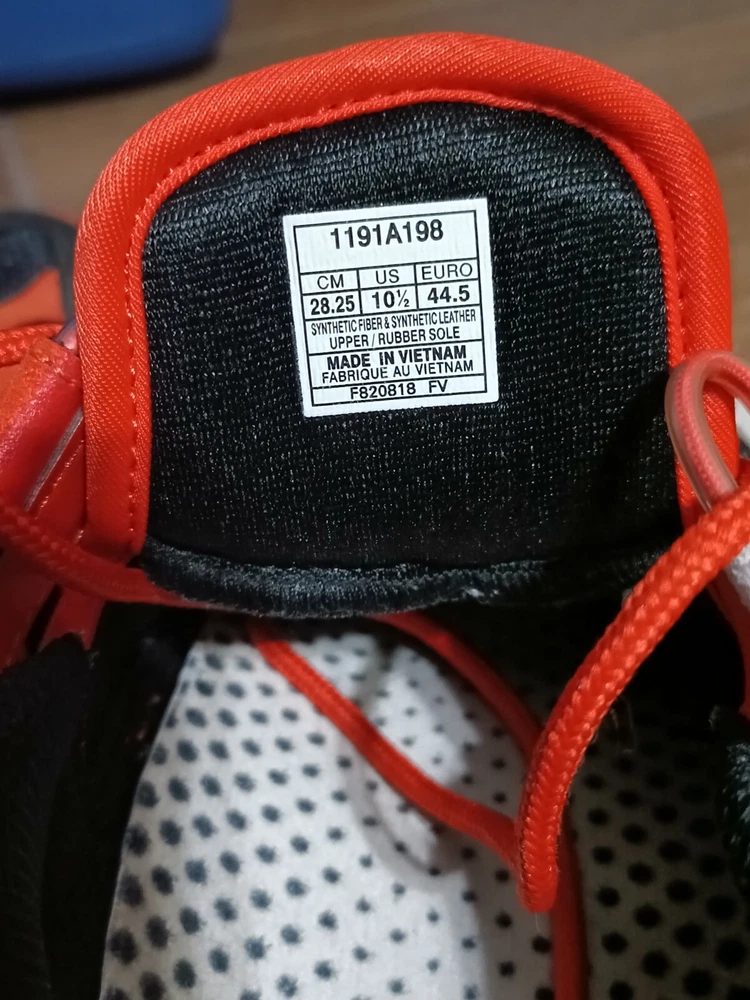 1191A198
CM US EURO
28.25 10½ 44.5
SYNTHETIC FIBER & SYNTHETIC LEATHER
UPPER / RUBBER SOLE
MADE IN VIETNAM
FABRIQUE AU VIETNAM
F820818 FV